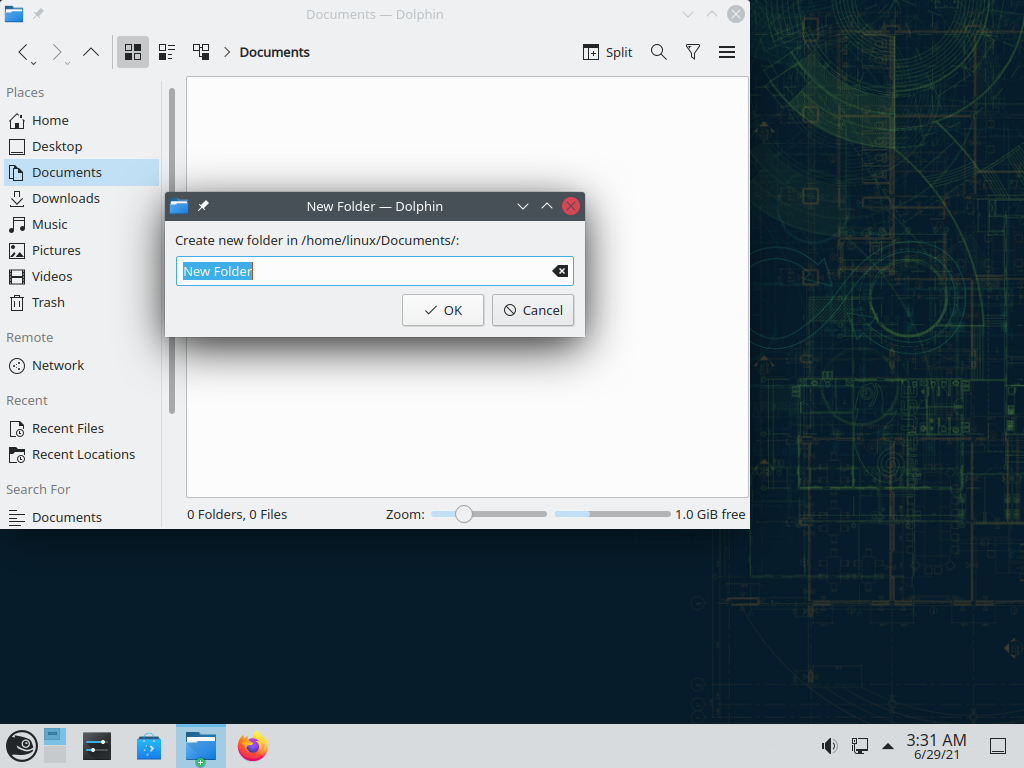 Documents — Dolphin
Documents
Split
Places
Home
Desktop
Documents
Downloads
Music
Pictures
Videos
Trash
Remote
Network
Recent
Recent Files
Recent Locations
Search For
Documents
New Folder — Dolphin
Create new folder in /home/linux/Documents/:
New Folder
OK
Cancel
0 Folders, 0 Files
Zoom:
1.0 GiB free
3:31 AM
6/29/21